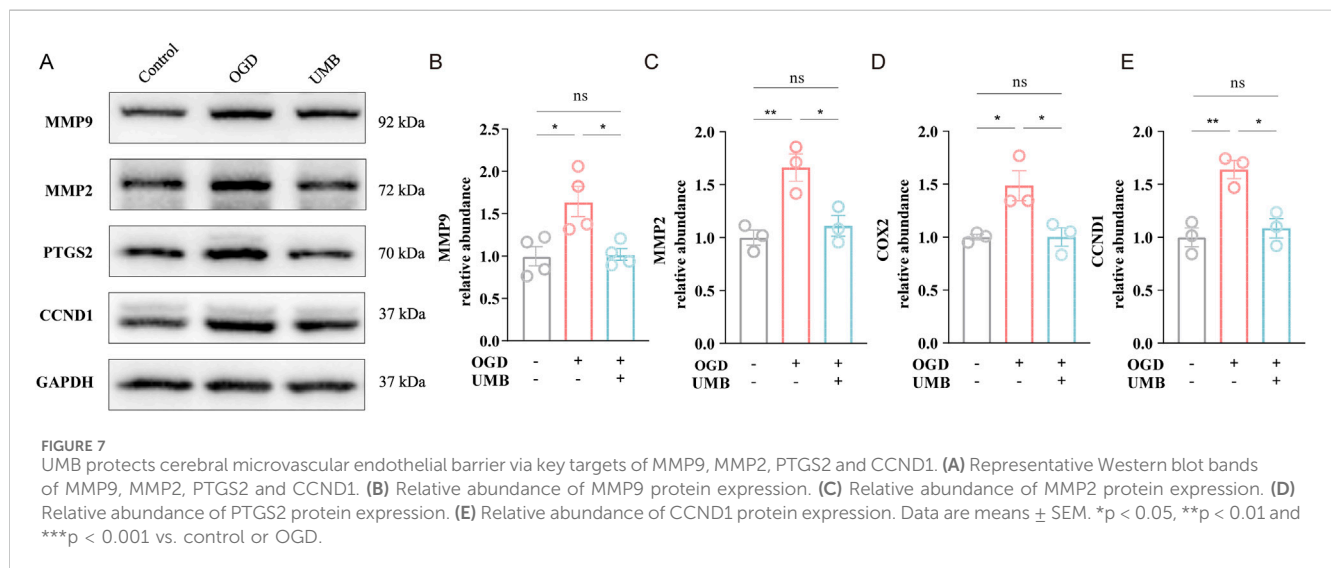 A
Control OGD UMB
MMP9 92 kDa
MMP2 72 kDa
PTGS2 70 kDa
CCND1 37 kDa
GAPDH 37 kDa
B
ns
* *
2.5
2.0
1.5
1.0
0.5
0.0
MMP9
relative abundance
OGD - + +
UMB - - +
C
ns
** *
2.0
1.5
1.0
0.5
0.0
MMP2
relative abundance
OGD - + +
UMB - - +
D
ns
* *
2.0
1.5
1.0
0.5
0.0
COX2
relative abundance
OGD - + +
UMB - - +
E
ns
** *
2.0
1.5
1.0
0.5
0.0
CCND1
relative abundance
OGD - + +
UMB - - +
FIGURE 7
UMB protects cerebral microvascular endothelial barrier via key targets of MMP9, MMP2, PTGS2 and CCND1. (A) Representative Western blot bands
of MMP9, MMP2, PTGS2 and CCND1. (B) Relative abundance of MMP9 protein expression. (C) Relative abundance of MMP2 protein expression. (D)
Relative abundance of PTGS2 protein expression. (E) Relative abundance of CCND1 protein expression. Data are means ± SEM. *p < 0.05, **p < 0.01 and
***p < 0.001 vs. control or OGD.